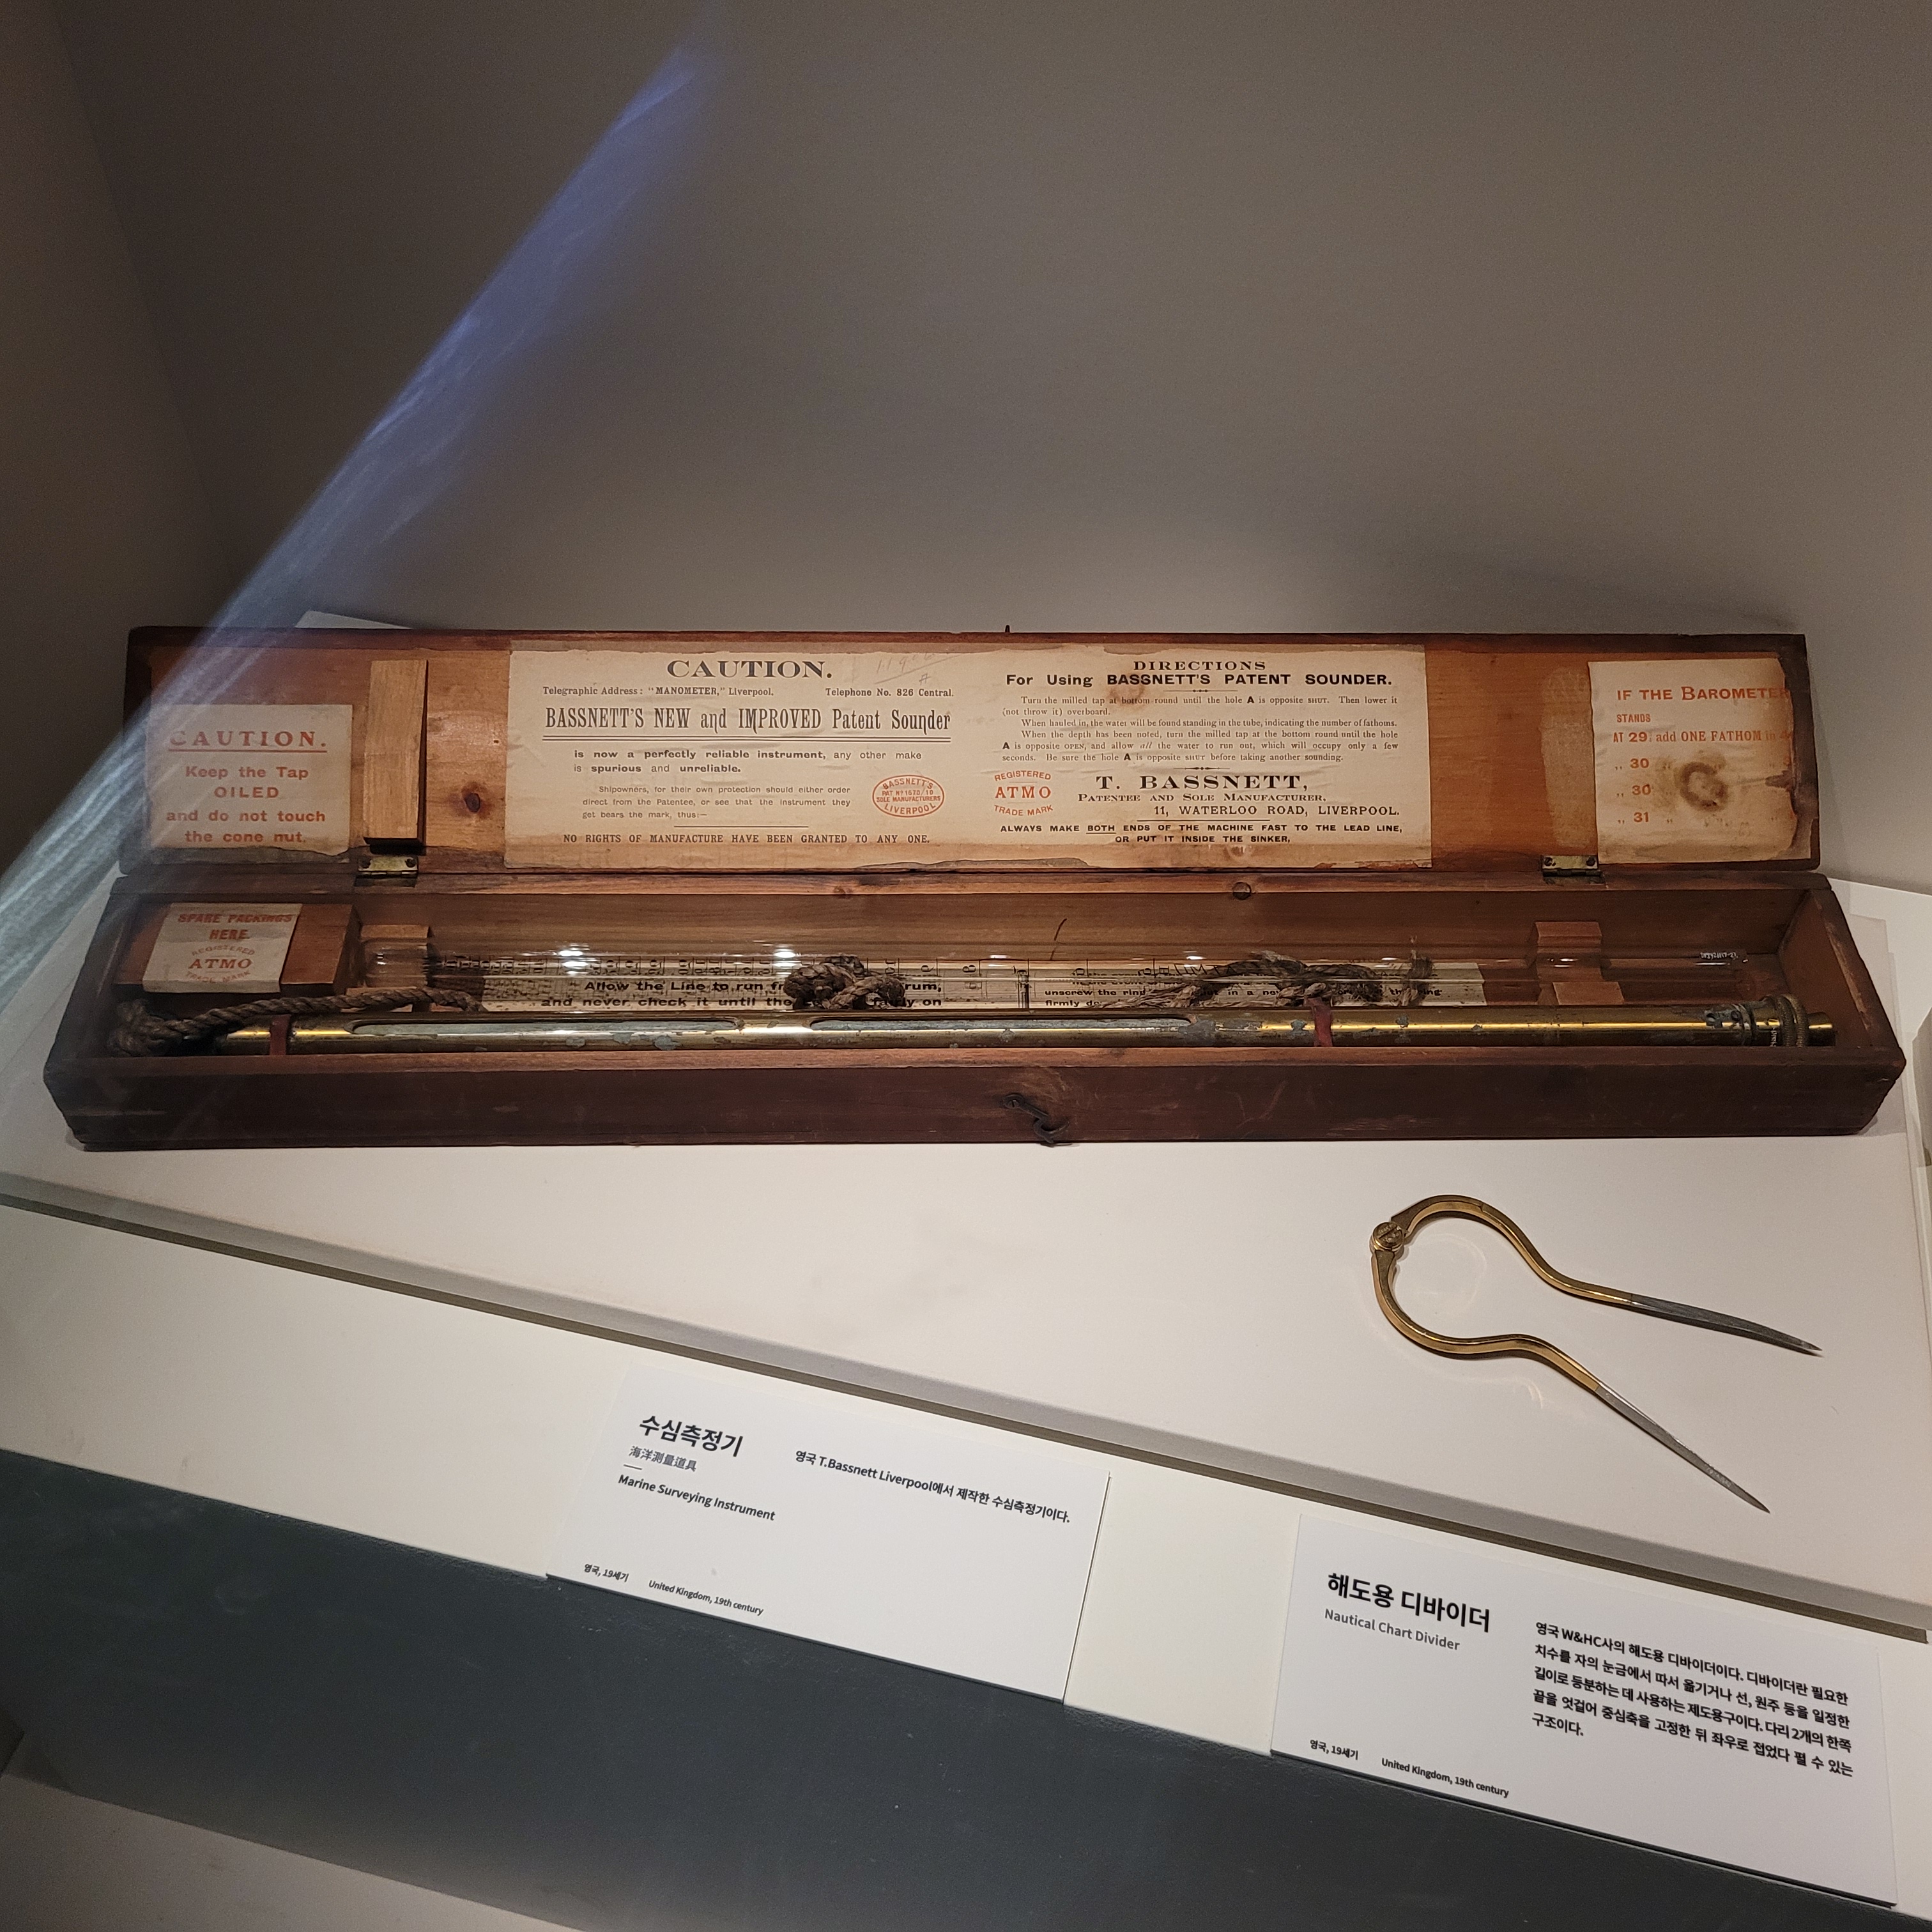 CAUTION.
Keep the Tap
OILED
and do not touch
the cone nut.
CAUTION.
Telegraphic Address: "MANOMETER," Liverpool.
Telephone No. 826 Central.
BASSNETT'S NEW and IMPROVED Patent Sounder
is now a perfectly reliable instrument, any other make
is spurious and unreliable.
Shipowners, for their own protection should either order
direct from the Patentee, or see that the instrument they
get bears the mark, thus:—
BASSNETT'S
SOLE MANUFACTURERS
LIVERPOOL
NO RIGHTS OF MANUFACTURE HAVE BEEN GRANTED TO ANY ONE.
DIRECTIONS
For Using BASSNETT'S PATENT SOUNDER.
Turn the milled tap at bottom round until the hole A is opposite SHUT. Then lower it
(not throw it) overboard.
When hauled in, the water will be found standing in the tube, indicating the number of fathoms.
When the depth has been noted, turn the milled tap at the bottom round until the hole
A is opposite OPEN, and allow all the water to run out, which will occupy only a few
seconds. Be sure the hole A is opposite SHUT before taking another sounding.
REGISTERED
ATMO
TRADE MARK
T. BASSNETT,
PATENTEE AND SOLE MANUFACTURER,
11, WATERLOO ROAD, LIVERPOOL.
ALWAYS MAKE BOTH ENDS OF THE MACHINE FAST TO THE LEAD LINE,
OR PUT IT INSIDE THE SINKER,
IF THE BAROMETER
STANDS
AT 29. add ONE FATHOM in
,, 30
,, 30
,, 31
SPARE PACKINGS
HERE.
REGISTERED
ATMO
TRADE MARK
Allow the Line to run
and never check it until the
on
unscrew the ring
firmly
수심측정기
海洋測量道具
Marine Surveying Instrument
영국 T.Bassnett Liverpool에서 제작한 수심측정기이다.
영국, 19세기
United Kingdom, 19th century
해도용 디바이더
Nautical Chart Divider
영국 W&HC사의 해도용 디바이더이다. 디바이더란 필요한
치수를 자의 눈금에서 따서 옮기거나 선, 원주 등을 일정한
길이로 등분하는 데 사용하는 제도용구이다. 다리 2개의 한쪽
끝을 엇걸어 중심축을 고정한 뒤 좌우로 접었다 펼 수 있는
구조이다.
영국, 19세기
United Kingdom, 19th century